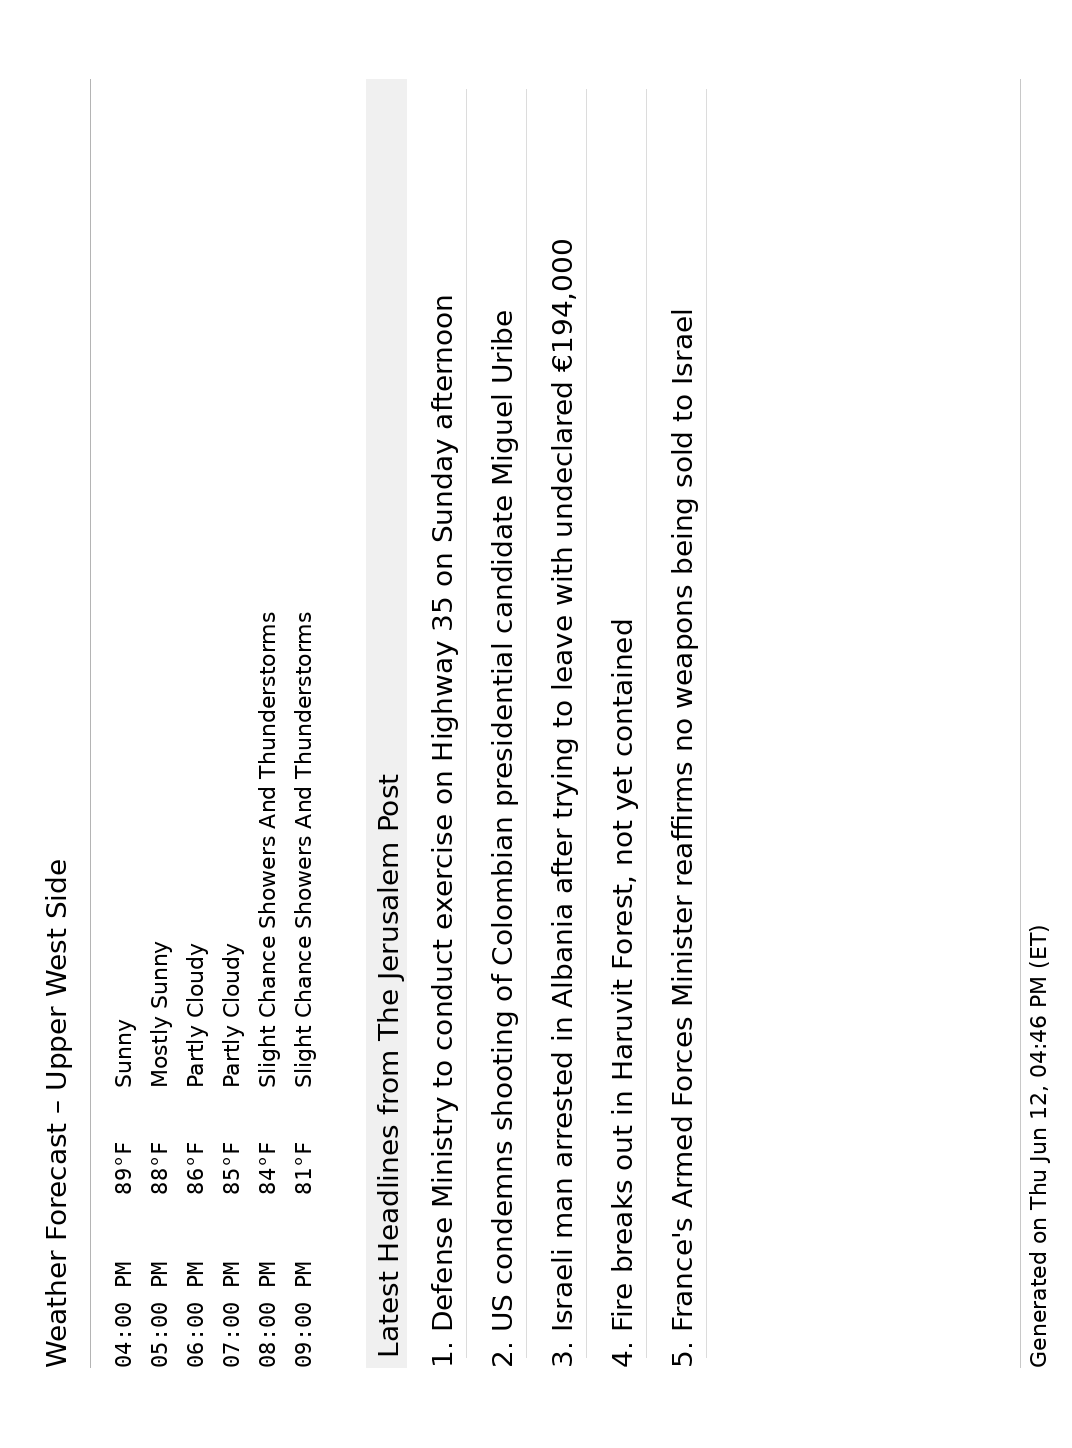 Weather Forecast – Upper West Side
04:00 PM 89°F Sunny
05:00 PM 88°F Mostly Sunny
06:00 PM 86°F Partly Cloudy
07:00 PM 85°F Partly Cloudy
08:00 PM 84°F Slight Chance Showers And Thunderstorms
09:00 PM 81°F Slight Chance Showers And Thunderstorms
Latest Headlines from The Jerusalem Post
1. Defense Ministry to conduct exercise on Highway 35 on Sunday afternoon
2. US condemns shooting of Colombian presidential candidate Miguel Uribe
3. Israeli man arrested in Albania after trying to leave with undeclared €194,000
4. Fire breaks out in Haruvit Forest, not yet contained
5. France's Armed Forces Minister reaffirms no weapons being sold to Israel
Generated on Thu Jun 12, 04:46 PM (ET)